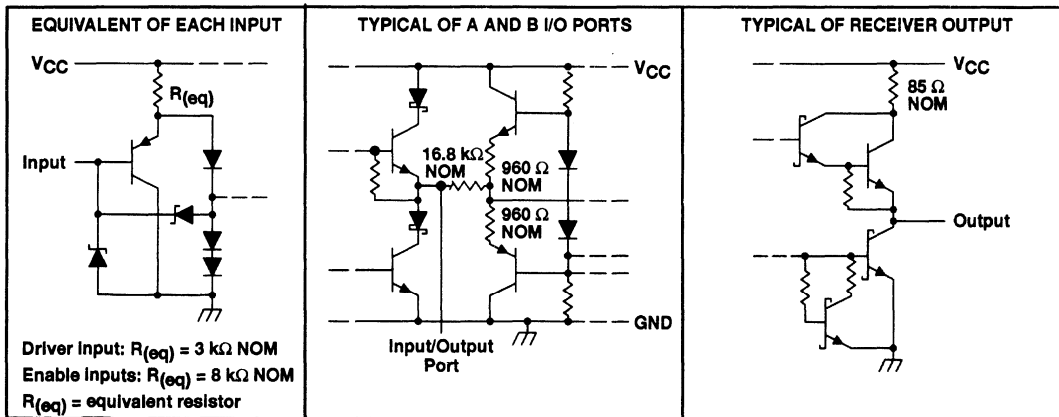 EQUIVALENT OF EACH INPUT
VCC
R(eq)
Input
Driver input: R(eq) = 3 kΩ NOM
Enable inputs: R(eq) = 8 kΩ NOM
R(eq) = equivalent resistor
TYPICAL OF A AND B I/O PORTS
VCC
16.8 kΩ
NOM
960 Ω
NOM
960 Ω
NOM
GND
Input/Output
Port
TYPICAL OF RECEIVER OUTPUT
VCC
85 Ω
NOM
Output